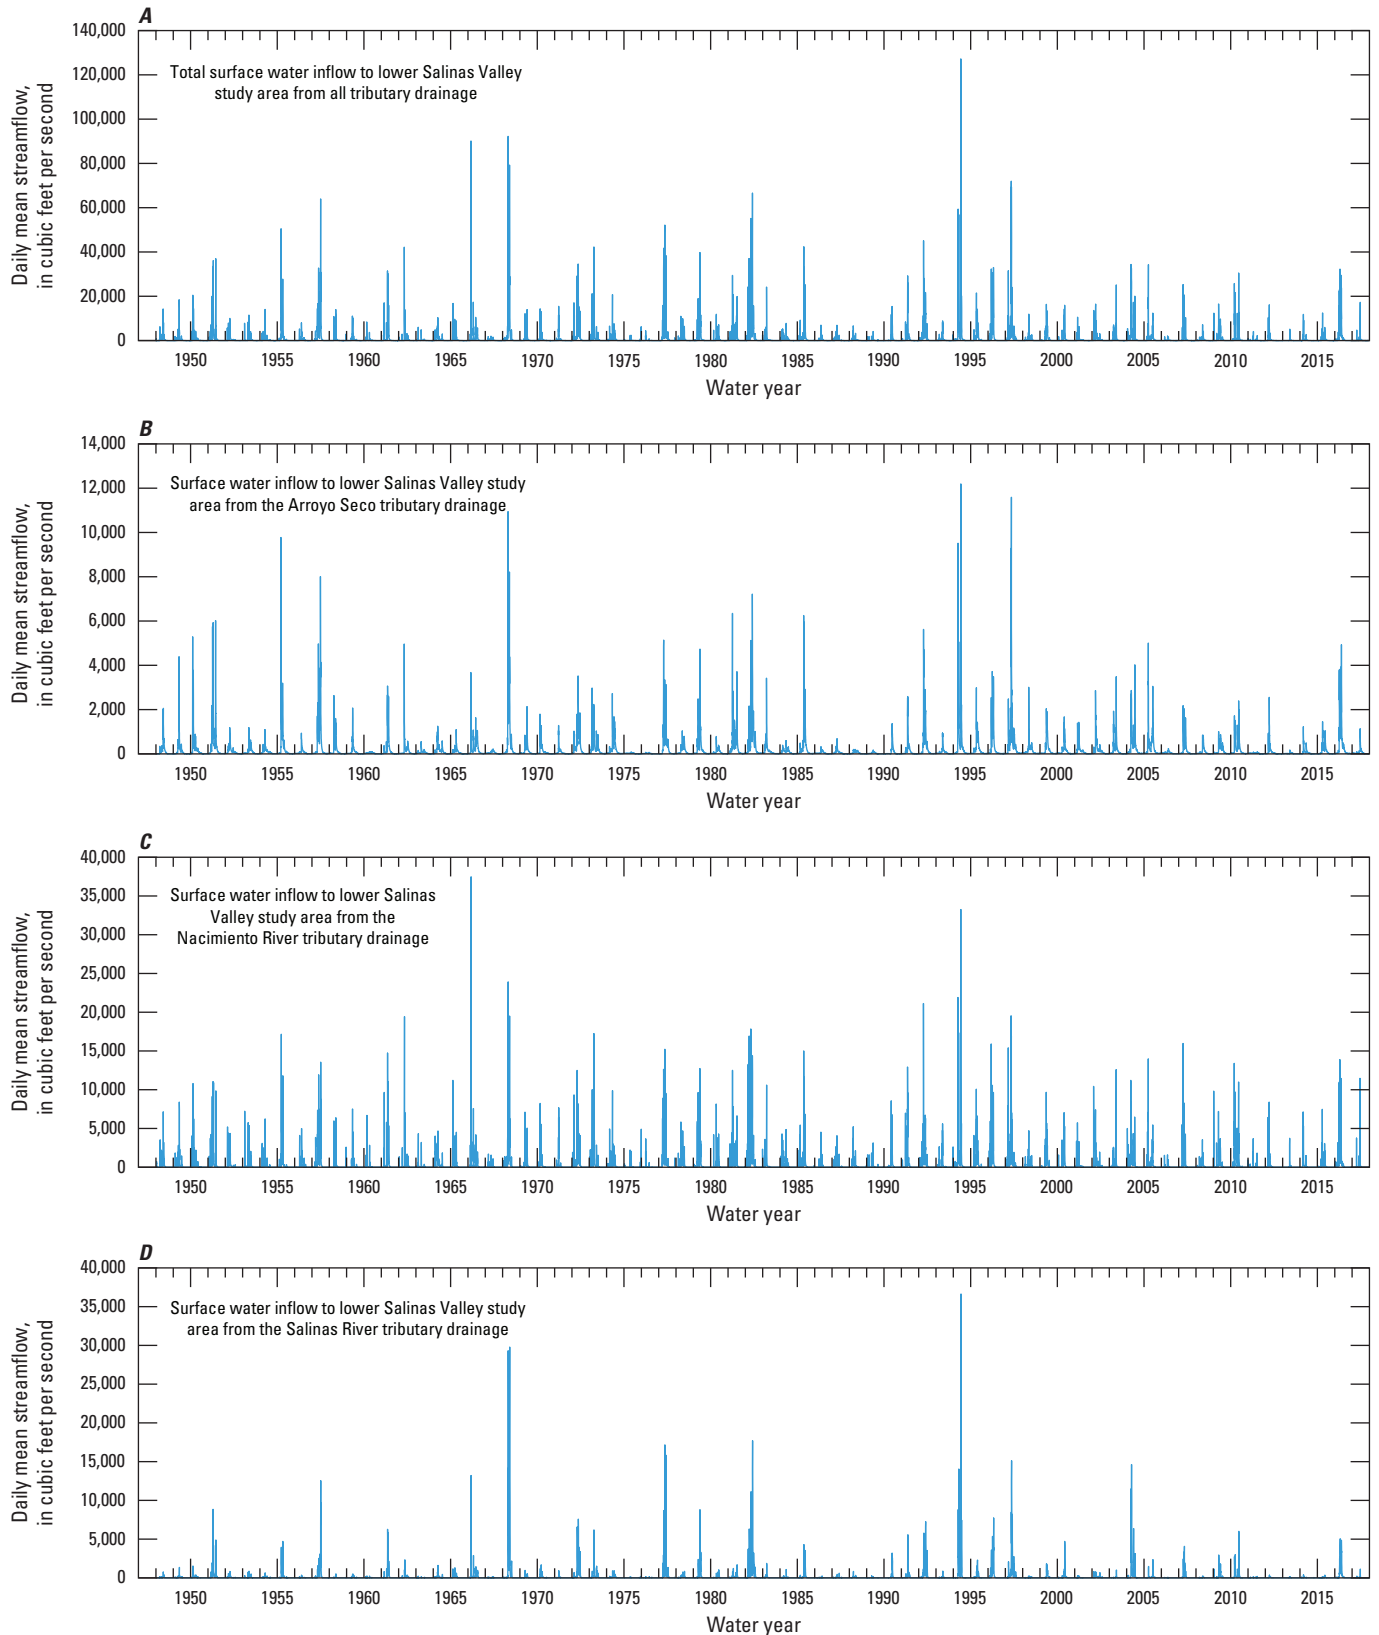 A
Daily mean streamflow,
in cubic feet per second
140,000
120,000
100,000
80,000
60,000
40,000
20,000
0
Total surface water inflow to lower Salinas Valley
study area from all tributary drainage
1950 1955 1960 1965 1970 1975 1980 1985 1990 1995 2000 2005 2010 2015
Water year
B
Daily mean streamflow,
in cubic feet per second
14,000
12,000
10,000
8,000
6,000
4,000
2,000
0
Surface water inflow to lower Salinas Valley study
area from the Arroyo Seco tributary drainage
1950 1955 1960 1965 1970 1975 1980 1985 1990 1995 2000 2005 2010 2015
Water year
C
Daily mean streamflow,
in cubic feet per second
40,000
35,000
30,000
25,000
20,000
15,000
10,000
5,000
0
Surface water inflow to lower Salinas
Valley study area from the
Nacimiento River tributary drainage
1950 1955 1960 1965 1970 1975 1980 1985 1990 1995 2000 2005 2010 2015
Water year
D
Daily mean streamflow,
in cubic feet per second
40,000
35,000
30,000
25,000
20,000
15,000
10,000
5,000
0
Surface water inflow to lower Salinas Valley study
area from the Salinas River tributary drainage
1950 1955 1960 1965 1970 1975 1980 1985 1990 1995 2000 2005 2010 2015
Water year